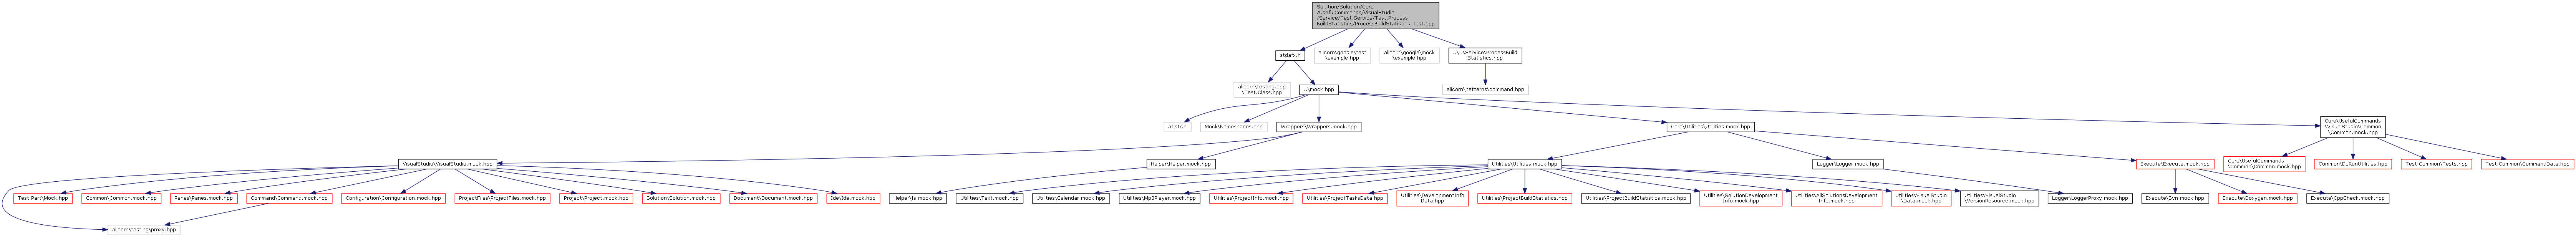 Solution/Solution/Core
/UsefulCommands/VisualStudio
/Service/Test.Service/Test.Process
BuildStatistics/ProcessBuildStatistics_test.cpp
stdafx.h
alicorn\google\test
\example.hpp
alicorn\google\mock
\example.hpp
..\..\Service\ProcessBuild
Statistics.hpp
alicorn\testing.app
\Test.Class.hpp
..\mock.hpp
alicorn\patterns\command.hpp
atlstr.h
Mock\Namespaces.hpp
Wrappers\Wrappers.mock.hpp
Core\Utilities\Utilities.mock.hpp
Core\UsefulCommands
\VisualStudio\Common
\Common.mock.hpp
VisualStudio\VisualStudio.mock.hpp
Helper\Helper.mock.hpp
Utilities\Utilities.mock.hpp
Logger\Logger.mock.hpp
Execute\Execute.mock.hpp
Core\UsefulCommands
\Common\Common.mock.hpp
Common\DoRunUtilities.hpp
Test.Common\Tests.hpp
Test.Common\CommandData.hpp
Test.Part\Mock.hpp
Common\Common.mock.hpp
Panes\Panes.mock.hpp
Command\Command.mock.hpp
Configuration\Configuration.mock.hpp
ProjectFiles\ProjectFiles.mock.hpp
Project\Project.mock.hpp
Solution\Solution.mock.hpp
Document\Document.mock.hpp
Ide\Ide.mock.hpp
Helper\Is.mock.hpp
Utilities\Text.mock.hpp
Utilities\Calendar.mock.hpp
Utilities\Mp3Player.mock.hpp
Utilities\ProjectInfo.mock.hpp
Utilities\ProjectTasksData.hpp
Utilities\DevelopmentInfo
Data.hpp
Utilities\ProjectBuildStatistics.hpp
Utilities\ProjectBuildStatistics.mock.hpp
Utilities\SolutionDevelopment
Info.mock.hpp
Utilities\AllSolutionsDevelopment
Info.mock.hpp
Utilities\VisualStudio
\Data.mock.hpp
Utilities\VisualStudio
\VersionResource.mock.hpp
Logger\LoggerProxy.mock.hpp
Execute\Svn.mock.hpp
Execute\Doxygen.mock.hpp
Execute\CppCheck.mock.hpp
alicorn\testing\proxy.hpp